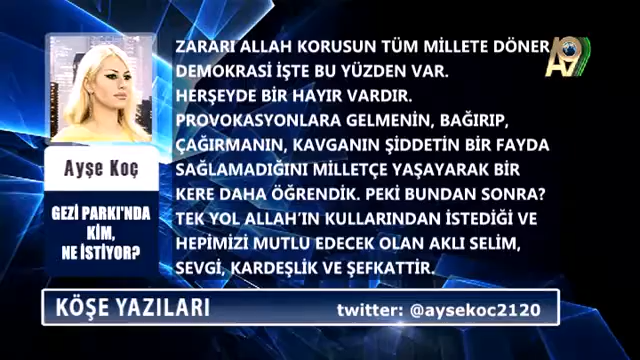 ZARARI ALLAH KORUSUN TÜM MİLLETE DÖNER
DEMOKRASİ İŞTE BU YÜZDEN VAR.
HERŞEYDE BİR HAYIR VARDIR.
PROVOKASYONLARA GELMENİN, BAĞIRIP,
ÇAĞIRMANIN, KAVGANIN ŞİDDETİN BİR FAYDA
SAĞLAMADIĞINI MİLLETÇE YAŞAYARAK BİR
KERE DAHA ÖĞRENDİK. PEKİ BUNDAN SONRA?
TEK YOL ALLAH'IN KULLARINDAN İSTEDİĞİ VE
HEPİMİZİ MUTLU EDECEK OLAN AKLI SELİM,
SEVGİ, KARDEŞLİK VE ŞEFKATTİR.
A9
Ayşe Koç
GEZİ PARKI'NDA
KİM,
NE İSTİYOR?
KÖŞE YAZILARI
twitter: @aysekoc2120